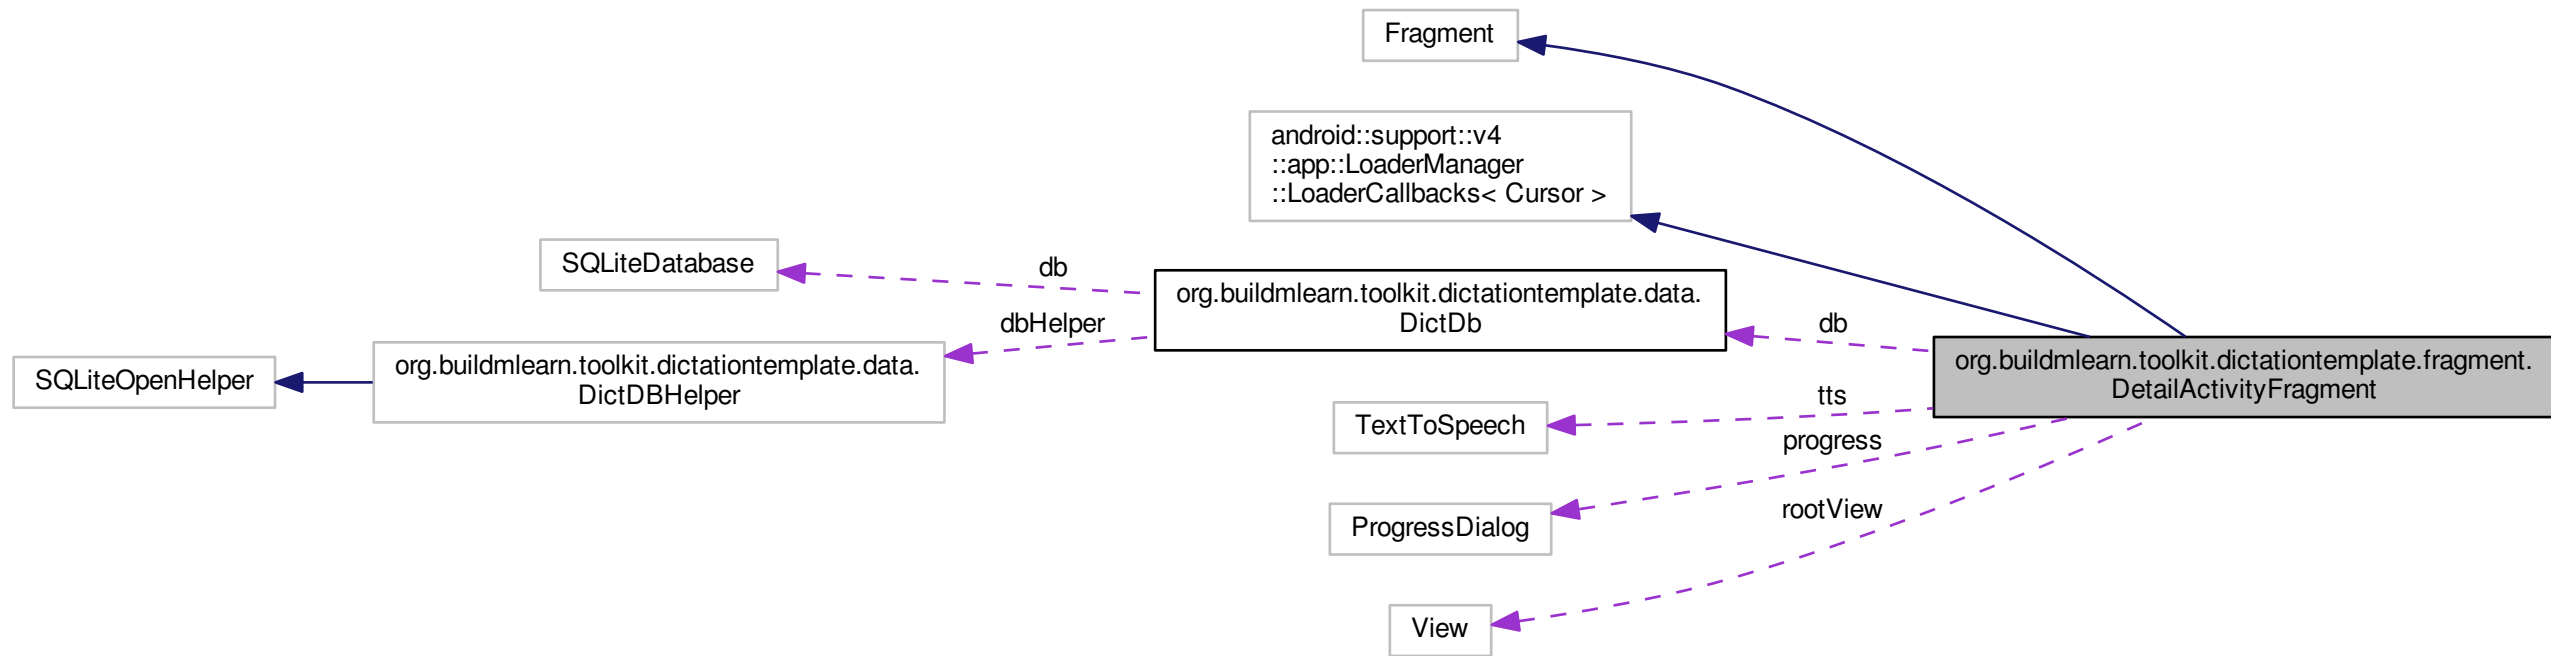 Fragment
android::support::v4
::app::LoaderManager
::LoaderCallbacks< Cursor >
SQLiteDatabase
db
org.buildmlearn.toolkit.dictationtemplate.data.
DictDb
dbHelper
db
SQLiteOpenHelper
org.buildmlearn.toolkit.dictationtemplate.data.
DictDBHelper
org.buildmlearn.toolkit.dictationtemplate.fragment.
DetailActivityFragment
tts
TextToSpeech
progress
ProgressDialog
rootView
View